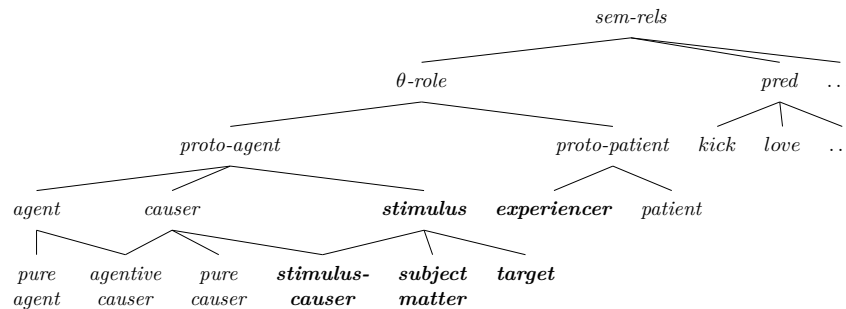 sem-rels
θ-role pred ..
proto-agent proto-patient kick love ..
agent causer stimulus experiencer patient
pure agentive pure stimulus- subject target
agent causer causer causer matter